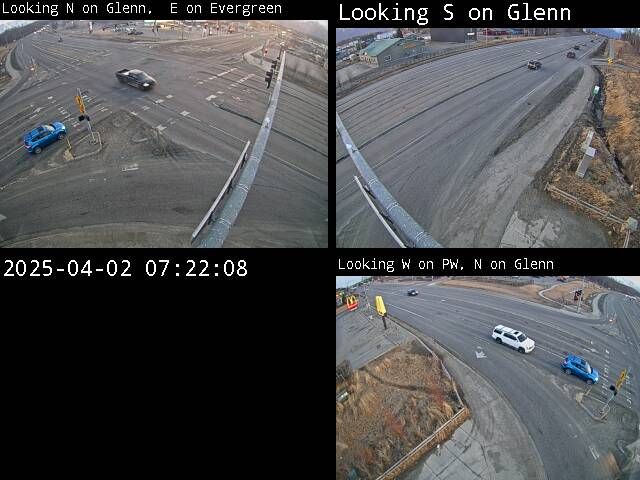 Looking N on Glenn,  E on Evergreen
Looking S on Glenn
2025-04-02 07:22:08
Looking W on PW, N on Glenn